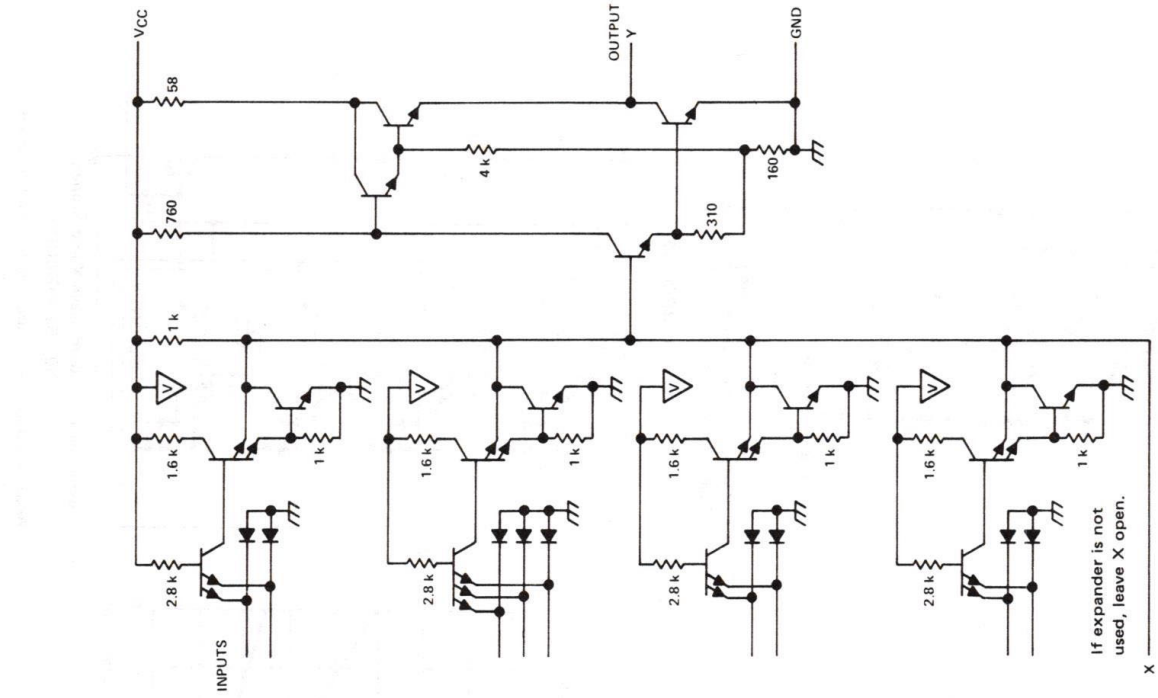 VCC
OUTPUT
Y
GND
58
760
4 k
160
310
1 k
V
V
V
V
1.6 k
1 k
1.6 k
1 k
1.6 k
1 k
1.6 k
1 k
2.8 k
2.8 k
2.8 k
2.8 k
INPUTS
If expander is not
used, leave X open.
X